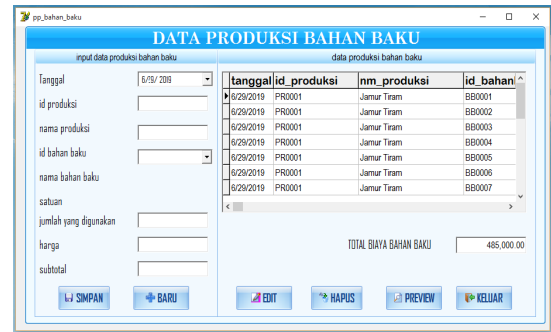 pp_bahan_baku
DATA PRODUKSI BAHAN BAKU
input data produksi bahan baku
Tanggal 6/29/ 2019
id produksi
nama produksi
id bahan baku
nama bahan baku
satuan
jumlah yang digunakan
harga
subtotal
SIMPAN BARU
data produksi bahan baku
tanggal id_produksi nm_produksi id_bahan
6/29/2019 PR0001 Jamur Tiram BB0001
6/29/2019 PR0001 Jamur Tiram BB0002
6/29/2019 PR0001 Jamur Tiram BB0003
6/29/2019 PR0001 Jamur Tiram BB0004
6/29/2019 PR0001 Jamur Tiram BB0005
6/29/2019 PR0001 Jamur Tiram BB0006
6/29/2019 PR0001 Jamur Tiram BB0007
TOTAL BIAYA BAHAN BAKU 485,000.00
EDIT HAPUS PREVIEW KELUAR